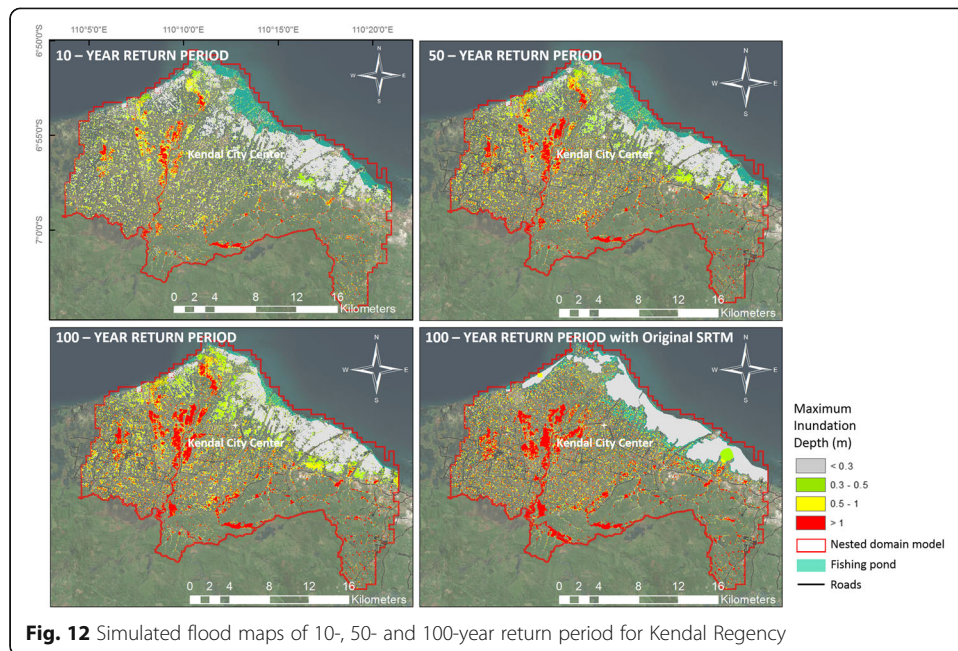 110°5'0"E 110°10'0"E 110°15'0"E 110°20'0"E
6°50'0"S
6°55'0"S
7°0'0"S
10 – YEAR RETURN PERIOD
N
W E
S
Kendal City Center
0 2 4 8 12 16
Kilometers
50 – YEAR RETURN PERIOD
N
W E
S
Kendal City Center
0 2 4 8 12 16
Kilometers
100 – YEAR RETURN PERIOD
N
W E
S
Kendal City Center
0 2 4 8 12 16
Kilometers
100 – YEAR RETURN PERIOD with Original SRTM
N
W E
S
Kendal City Center
0 2 4 8 12 16
Kilometers
Maximum
Inundation
Depth (m)
< 0.3
0.3 - 0.5
0.5 - 1
> 1
Nested domain model
Fishing pond
Roads
Fig. 12 Simulated flood maps of 10-, 50- and 100-year return period for Kendal Regency